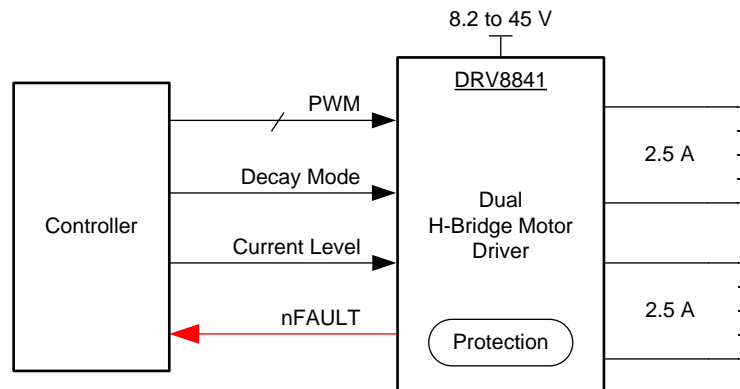 8.2 to 45 V
DRV8841
PWM
Decay Mode
Controller
Current Level
nFAULT
Dual
H-Bridge Motor
Driver
Protection
2.5 A
2.5 A